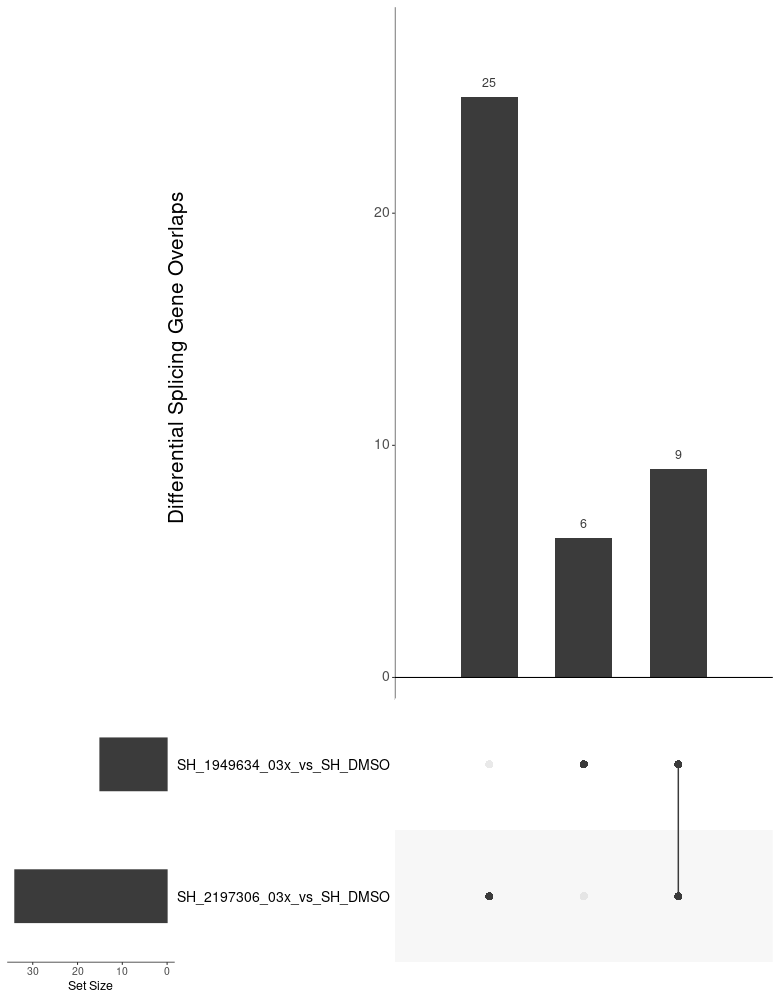 Differential Splicing Gene Overlaps
25
20
10
9
6
0
SH_1949634_03x_vs_SH_DMSO
SH_2197306_03x_vs_SH_DMSO
30 20 10 0
Set Size